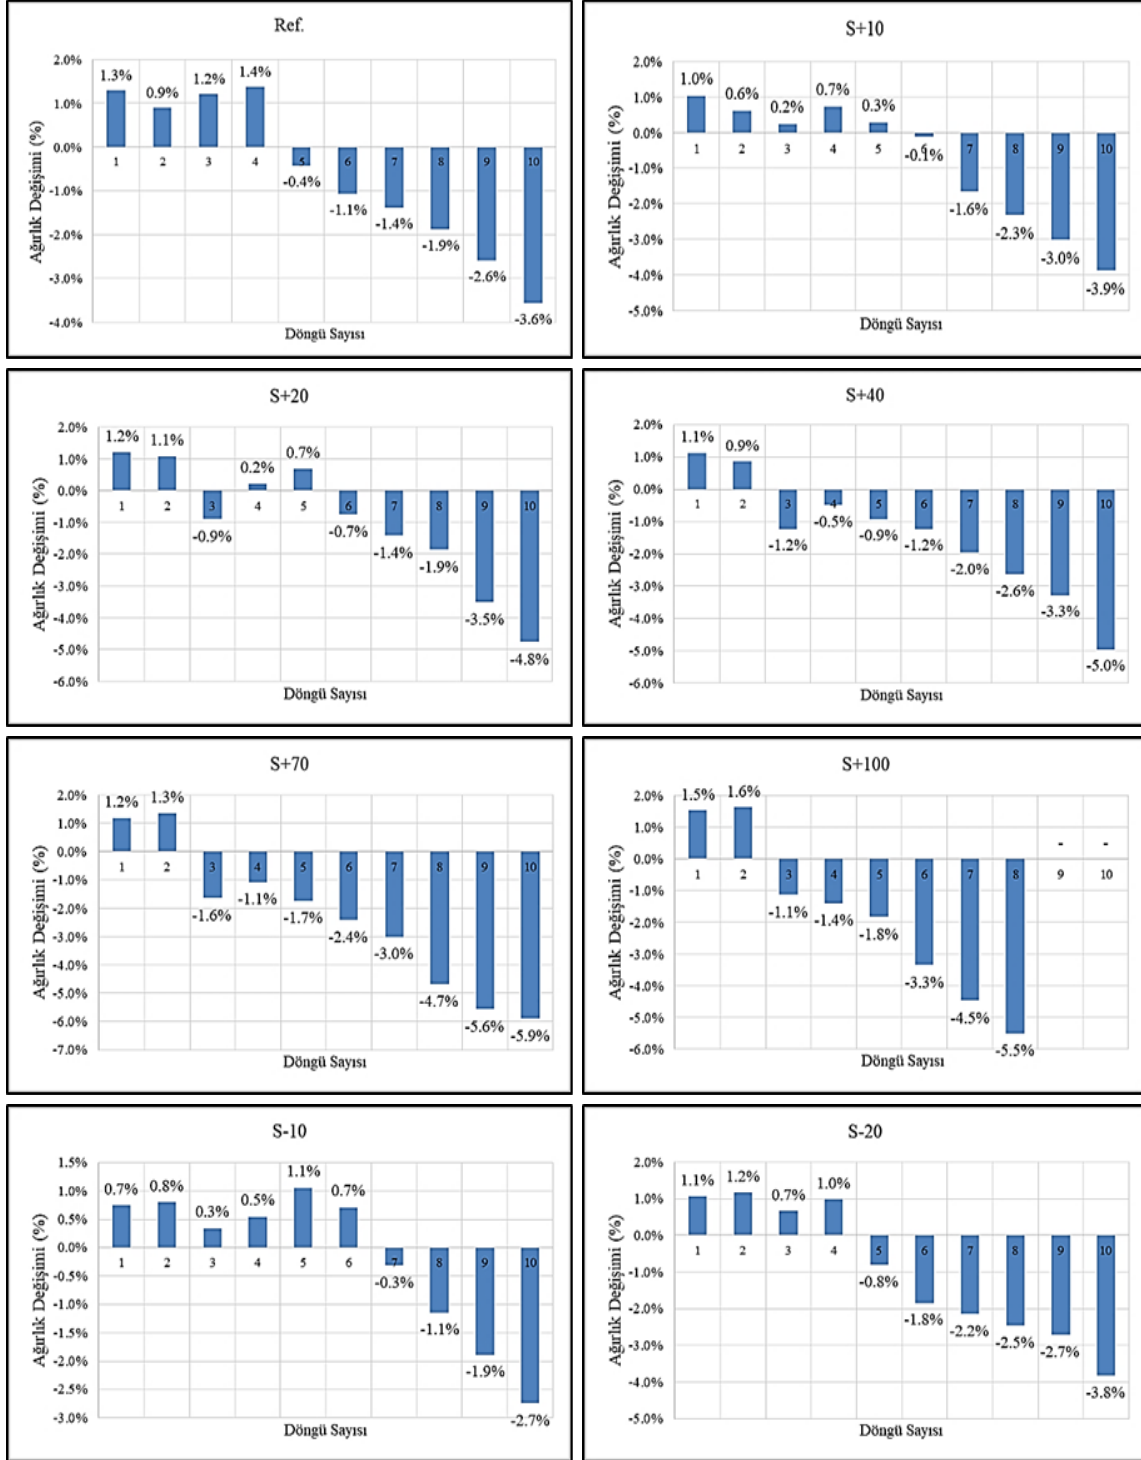 Ref.
Ağırlık Değişimi (%)
2.0%
1.0%
0.0%
-1.0%
-2.0%
-3.0%
-4.0%
1.3% 0.9% 1.2% 1.4% -0.4% -1.1% -1.4% -1.9% -2.6% -3.6%
1 2 3 4 5 6 7 8 9 10
Döngü Sayısı
S+10
Ağırlık Değişimi (%)
2.0%
1.0%
0.0%
-1.0%
-2.0%
-3.0%
-4.0%
-5.0%
1.0% 0.6% 0.2% 0.7% 0.3% -0.1% -1.6% -2.3% -3.0% -3.9%
1 2 3 4 5 6 7 8 9 10
Döngü Sayısı
S+20
Ağırlık Değişimi (%)
2.0%
1.0%
0.0%
-1.0%
-2.0%
-3.0%
-4.0%
-5.0%
-6.0%
1.2% 1.1% -0.9% 0.2% 0.7% -0.7% -1.4% -1.9% -3.5% -4.8%
1 2 3 4 5 6 7 8 9 10
Döngü Sayısı
S+40
Ağırlık Değişimi (%)
2.0%
1.0%
0.0%
-1.0%
-2.0%
-3.0%
-4.0%
-5.0%
-6.0%
1.1% 0.9% -1.2% -0.5% -0.9% -1.2% -2.0% -2.6% -3.3% -5.0%
1 2 3 4 5 6 7 8 9 10
Döngü Sayısı
S+70
Ağırlık Değişimi (%)
2.0%
1.0%
0.0%
-1.0%
-2.0%
-3.0%
-4.0%
-5.0%
-6.0%
-7.0%
1.2% 1.3% -1.6% -1.1% -1.7% -2.4% -3.0% -4.7% -5.6% -5.9%
1 2 3 4 5 6 7 8 9 10
Döngü Sayısı
S+100
Ağırlık Değişimi (%)
2.0%
1.0%
0.0%
-1.0%
-2.0%
-3.0%
-4.0%
-5.0%
-6.0%
1.5% 1.6% -1.1% -1.4% -1.8% -3.3% -4.5% -5.5% - -
1 2 3 4 5 6 7 8 9 10
Döngü Sayısı
S-10
Ağırlık Değişimi (%)
1.5%
1.0%
0.5%
0.0%
-0.5%
-1.0%
-1.5%
-2.0%
-2.5%
-3.0%
0.7% 0.8% 0.3% 0.5% 1.1% 0.7% -0.3% -1.1% -1.9% -2.7%
1 2 3 4 5 6 7 8 9 10
Döngü Sayısı
S-20
Ağırlık Değişimi (%)
2.0%
1.0%
0.0%
-1.0%
-2.0%
-3.0%
-4.0%
-5.0%
1.1% 1.2% 0.7% 1.0% -0.8% -1.8% -2.2% -2.5% -2.7% -3.8%
1 2 3 4 5 6 7 8 9 10
Döngü Sayısı